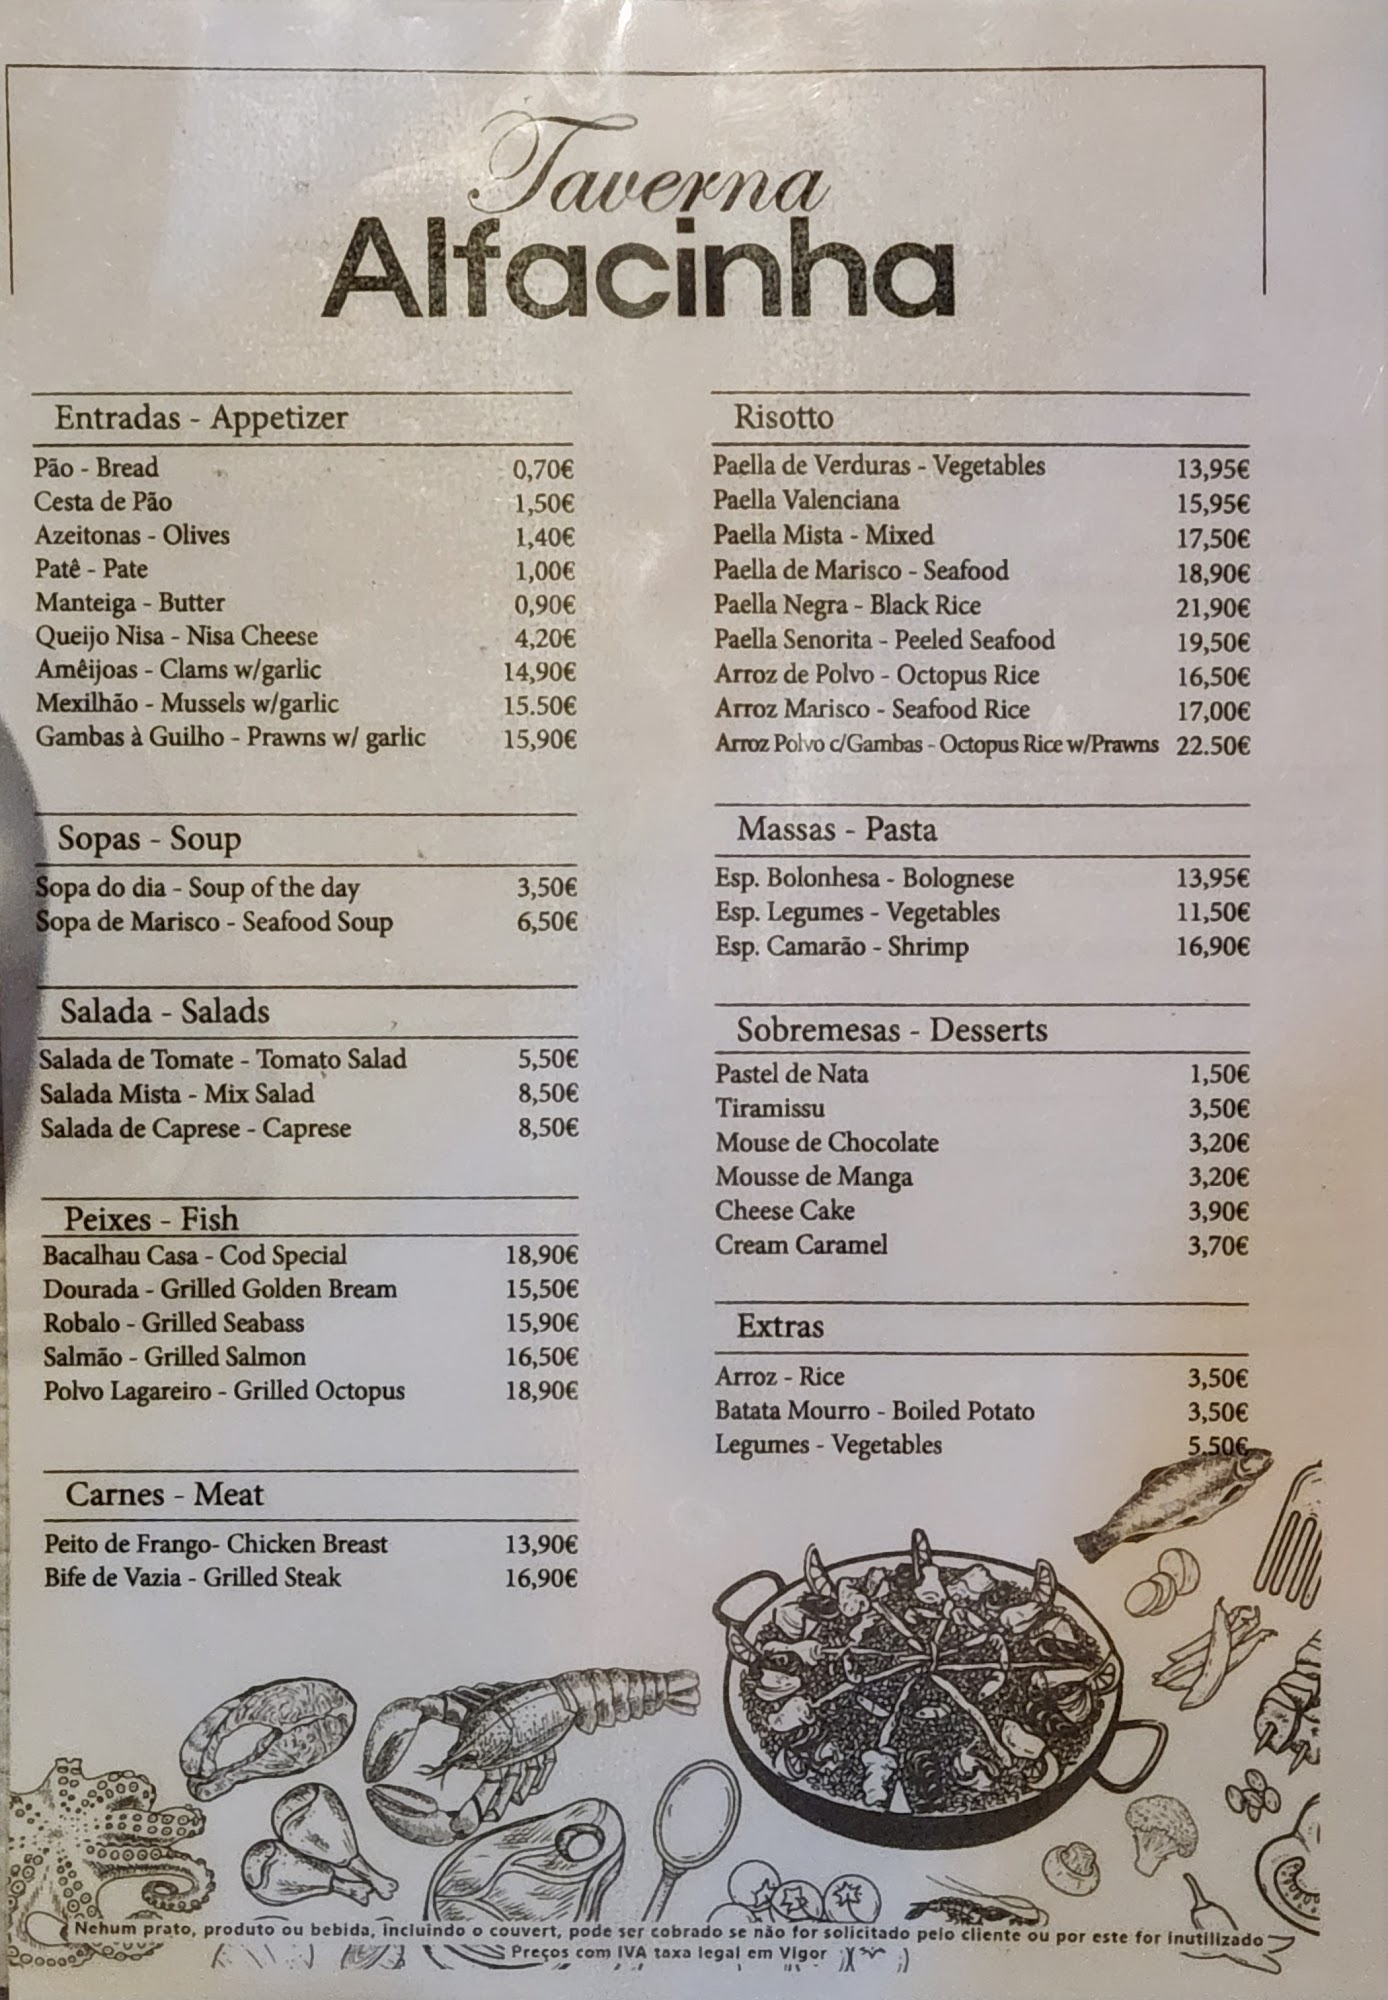 Taverna
Alfacinha
Entradas - Appetizer
Pão - Bread 0,70€
Cesta de Pão 1,50€
Azeitonas - Olives 1,40€
Patê - Pate 1,00€
Manteiga - Butter 0,90€
Queijo Nisa - Nisa Cheese 4,20€
Amêijoas - Clams w/garlic 14,90€
Mexilhão - Mussels w/garlic 15.50€
Gambas à Guilho - Prawns w/ garlic 15,90€
Sopas - Soup
Sopa do dia - Soup of the day 3,50€
Sopa de Marisco - Seafood Soup 6,50€
Salada - Salads
Salada de Tomate - Tomato Salad 5,50€
Salada Mista - Mix Salad 8,50€
Salada de Caprese - Caprese 8,50€
Peixes - Fish
Bacalhau Casa - Cod Special 18,90€
Dourada - Grilled Golden Bream 15,50€
Robalo - Grilled Seabass 15,90€
Salmão - Grilled Salmon 16,50€
Polvo Lagareiro - Grilled Octopus 18,90€
Carnes - Meat
Peito de Frango- Chicken Breast 13,90€
Bife de Vazia - Grilled Steak 16,90€
Risotto
Paella de Verduras - Vegetables 13,95€
Paella Valenciana 15,95€
Paella Mista - Mixed 17,50€
Paella de Marisco - Seafood 18,90€
Paella Negra - Black Rice 21,90€
Paella Senorita - Peeled Seafood 19,50€
Arroz de Polvo - Octopus Rice 16,50€
Arroz Marisco - Seafood Rice 17,00€
Arroz Polvo c/Gambas - Octopus Rice w/Prawns 22.50€
Massas - Pasta
Esp. Bolonhesa - Bolognese 13,95€
Esp. Legumes - Vegetables 11,50€
Esp. Camarão - Shrimp 16,90€
Sobremesas - Desserts
Pastel de Nata 1,50€
Tiramissu 3,50€
Mouse de Chocolate 3,20€
Mousse de Manga 3,20€
Cheese Cake 3,90€
Cream Caramel 3,70€
Extras
Arroz - Rice 3,50€
Batata Mourro - Boiled Potato 3,50€
Legumes - Vegetables 5.50€
Nehum prato, produto ou bebida, incluindo o couvert, pode ser cobrado se não for solicitado pelo cliente ou por este for inutilizado
Preços com IVA taxa legal em Vigor